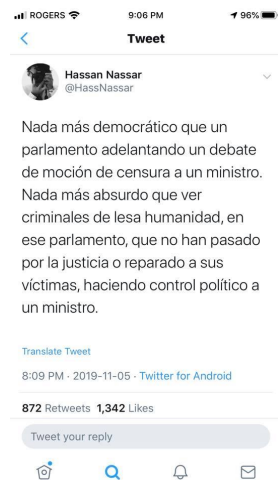 ROGERS 9:06 PM 96%
Tweet
Hassan Nassar
@HassNassar
Nada más democrático que un
parlamento adelantando un debate
de moción de censura a un ministro.
Nada más absurdo que ver
criminales de lesa humanidad, en
ese parlamento, que no han pasado
por la justicia o reparado a sus
víctimas, haciendo control político a
un ministro.
Translate Tweet
8:09 PM · 2019-11-05 · Twitter for Android
872 Retweets 1,342 Likes
Tweet your reply